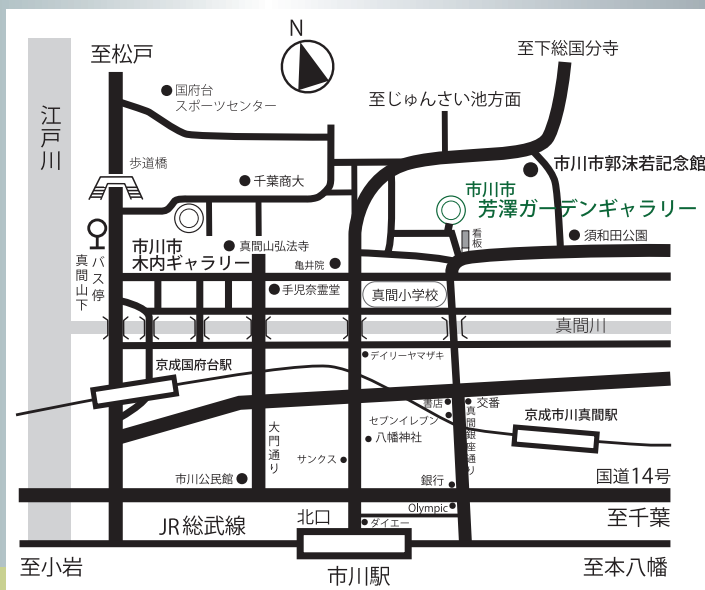 N
至松戸
至下総国分寺
国府台
スポーツセンター
至じゅんさい池方面
江戸川
歩道橋
市川市郭沫若記念館
千葉商大
市川市
芳澤ガーデンギャラリー
看板
須和田公園
市川市
木内ギャラリー
真間山弘法寺
亀井院
バス停
真間山下
手児奈霊堂
真間小学校
真間川
デイリーヤマザキ
京成国府台駅
書店
交番
セブンイレブン
京成市川真間駅
八幡神社
大門通り
真間銀座通り
サンクス
市川公民館
銀行
国道14号
Olympic
北口
JR総武線
ダイエー
至千葉
至小岩
市川駅
至本八幡